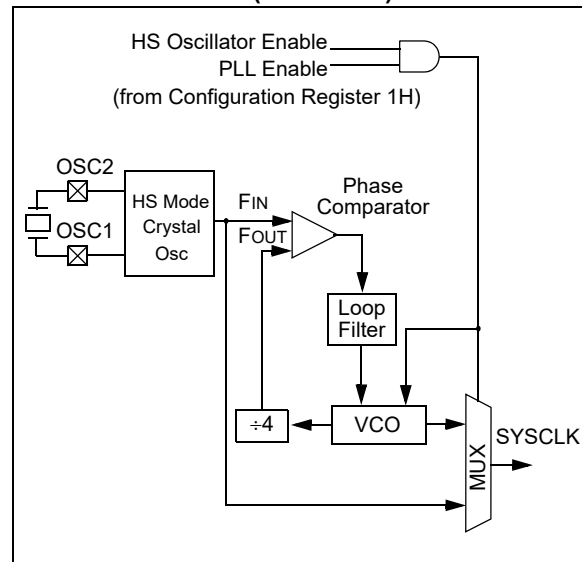 HS Oscillator Enable
PLL Enable
(from Configuration Register 1H)
OSC2
OSC1
HS Mode
Crystal
Osc
FIN
FOUT
Phase
Comparator
Loop
Filter
÷4
VCO
MUX
SYSCLK